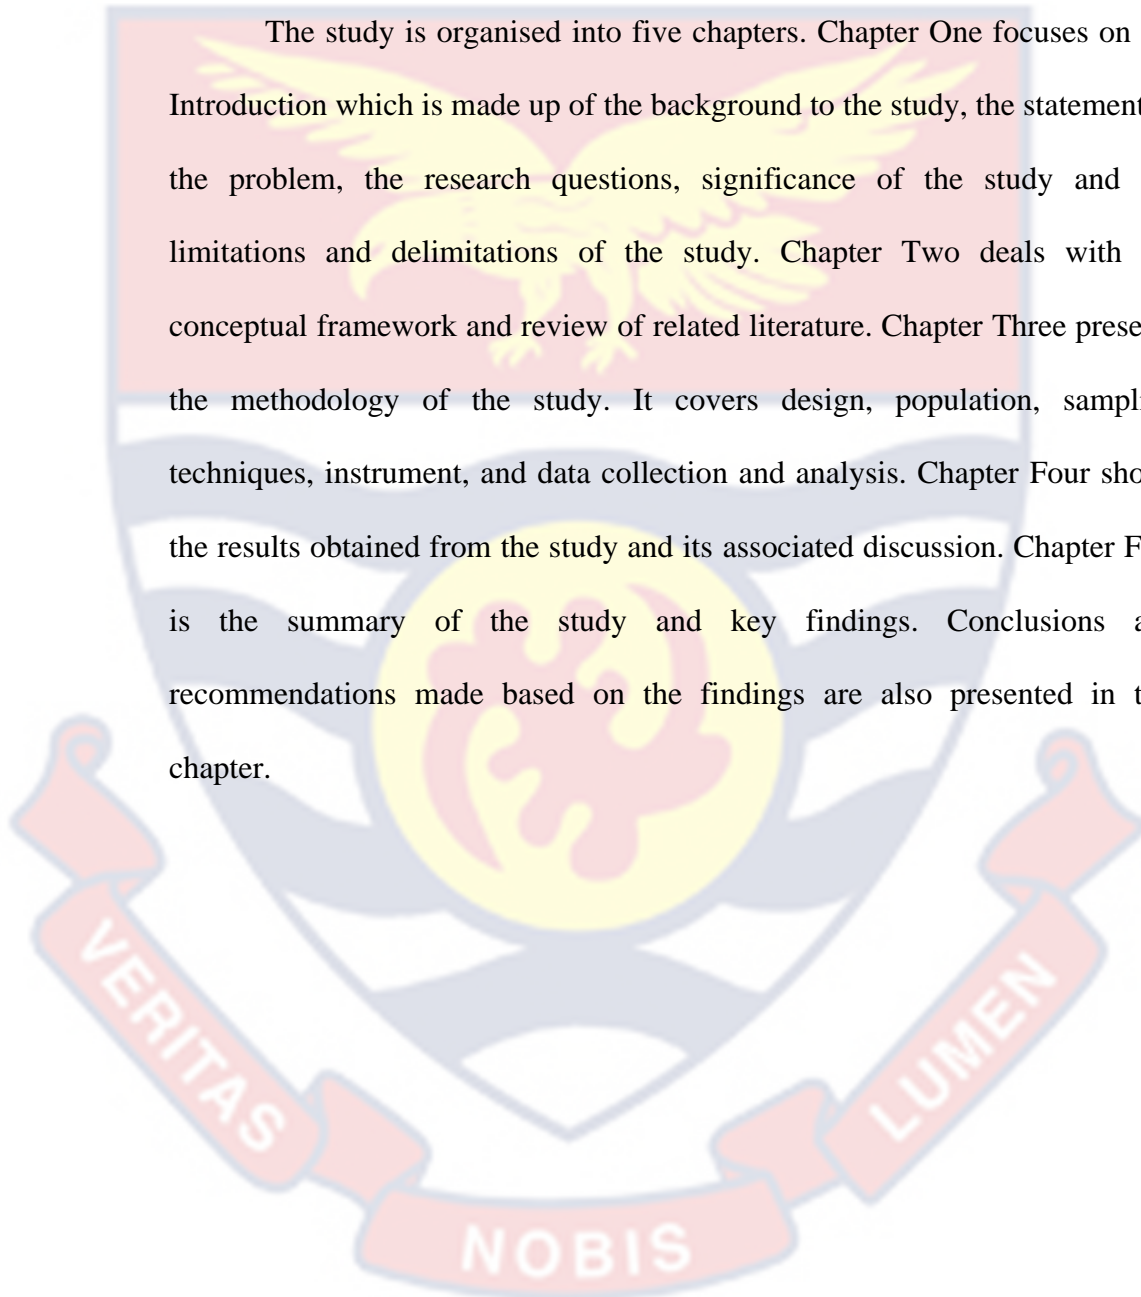 The study is organised into five chapters. Chapter One focuses on
Introduction which is made up of the background to the study, the statement
the problem, the research questions, significance of the study and
limitations and delimitations of the study. Chapter Two deals with
conceptual framework and review of related literature. Chapter Three prese
the methodology of the study. It covers design, population, sampl
techniques, instrument, and data collection and analysis. Chapter Four sho
the results obtained from the study and its associated discussion. Chapter F
is the summary of the study and key findings. Conclusions a
recommendations made based on the findings are also presented in t
chapter.
VERITAS
NOBIS
LUMEN